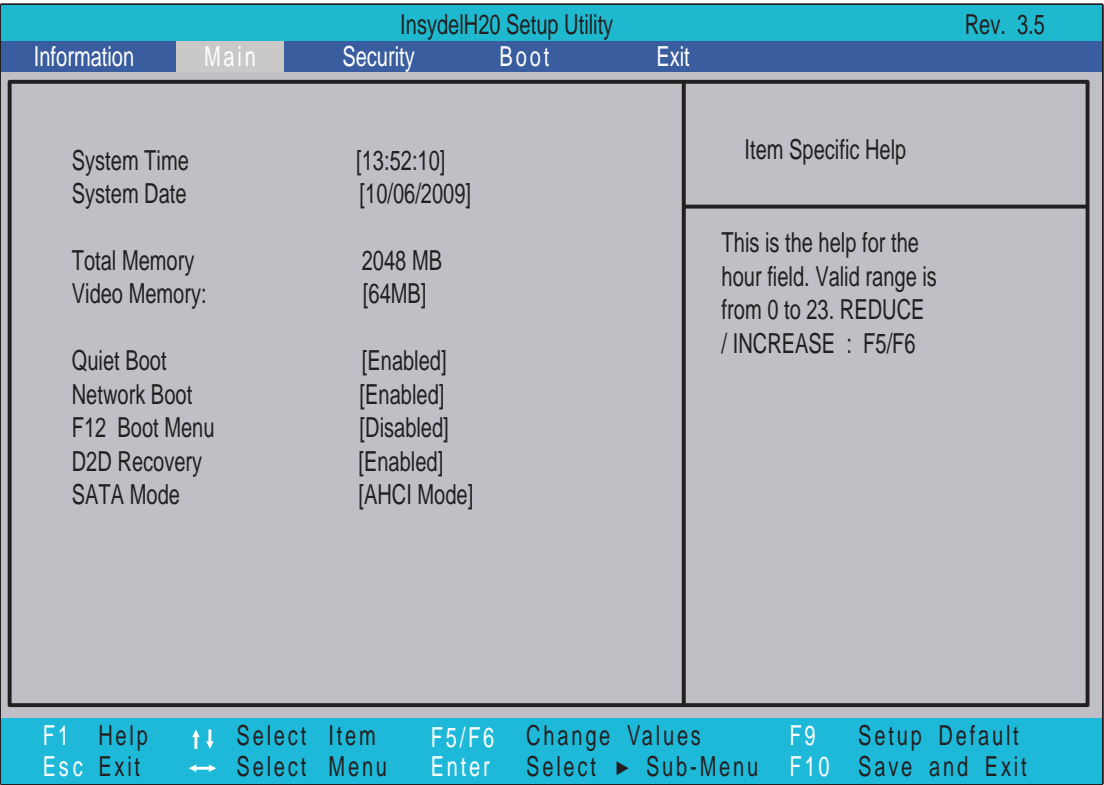 InsydelH20 Setup Utility Rev. 3.5
Information Main Security Boot Exit
System Time [13:52:10]
System Date [10/06/2009]
Total Memory 2048 MB
Video Memory: [64MB]
Quiet Boot [Enabled]
Network Boot [Enabled]
F12 Boot Menu [Disabled]
D2D Recovery [Enabled]
SATA Mode [AHCI Mode]
Item Specific Help
This is the help for the
hour field. Valid range is
from 0 to 23. REDUCE
/ INCREASE : F5/F6
F1 Help ↑↓ Select Item F5/F6 Change Values F9 Setup Default
Esc Exit ↔ Select Menu Enter Select ► Sub-Menu F10 Save and Exit